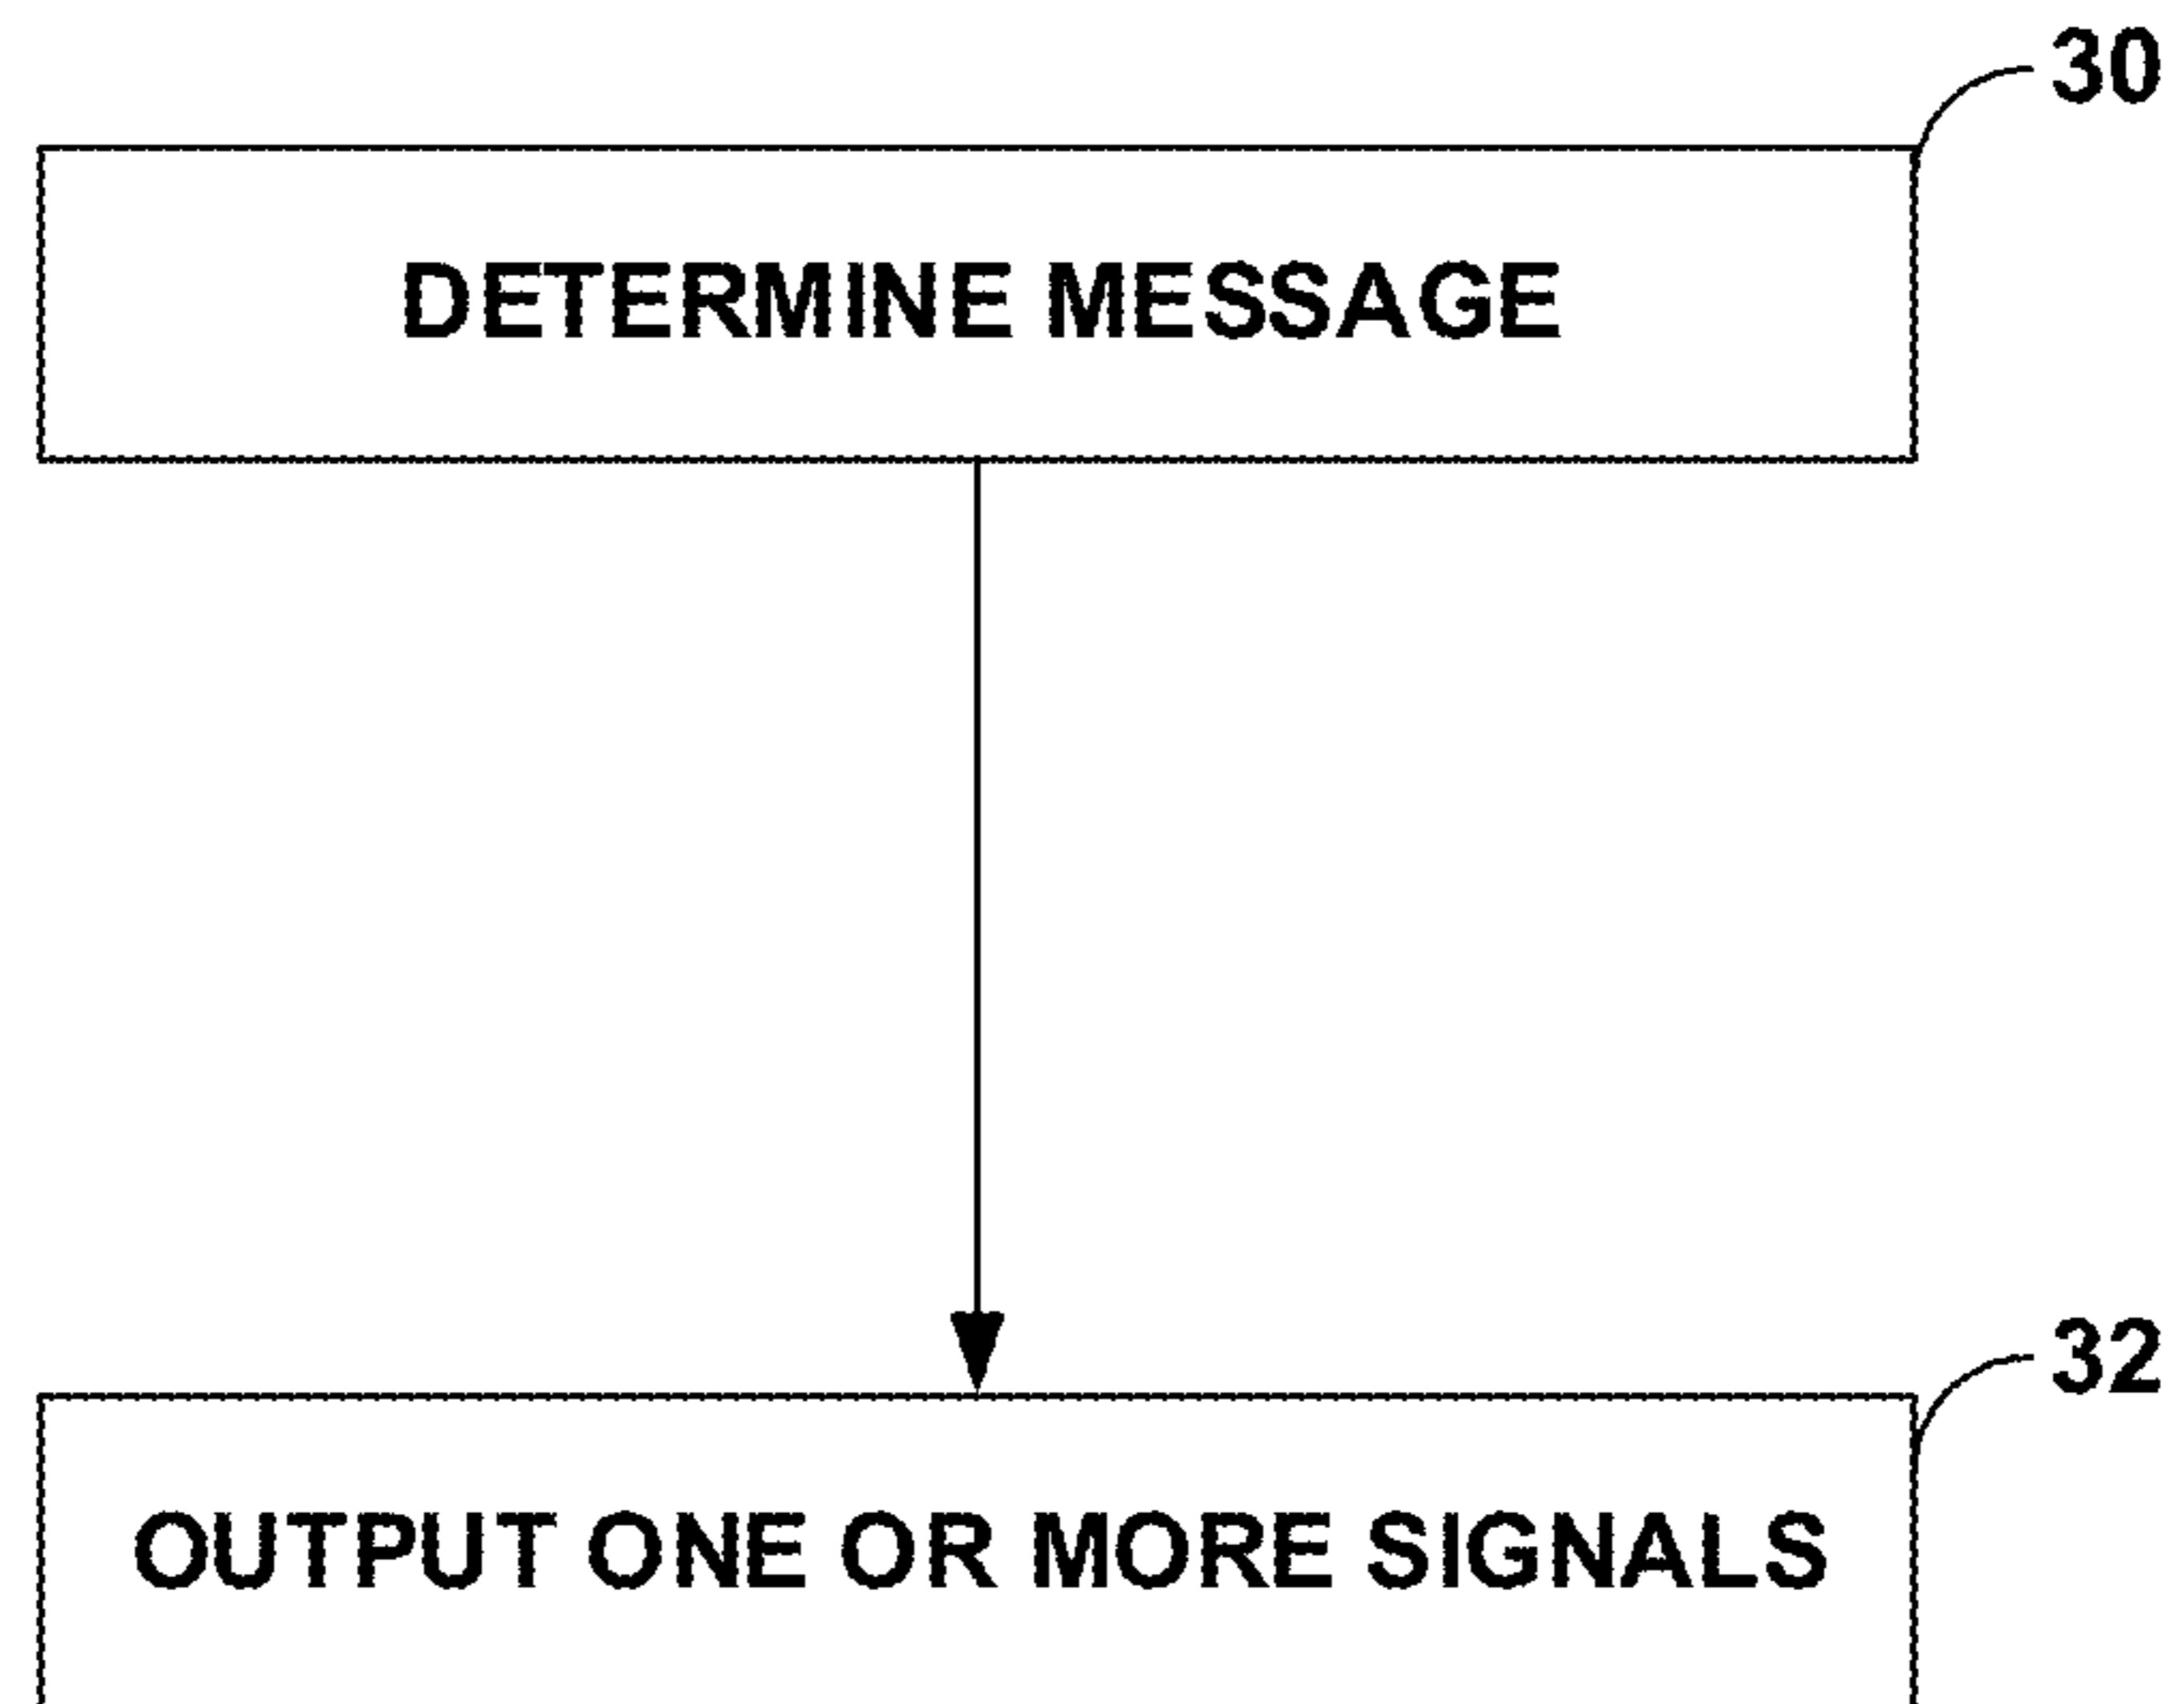 30
DETERMINE MESSAGE
32
OUTPUT ONE OR MORE SIGNALS